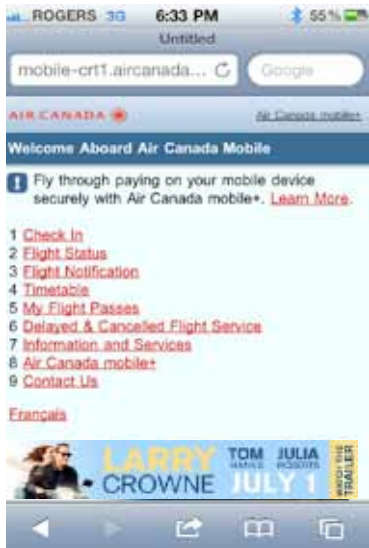 ROGERS 3G 6:33 PM 55%
Untitled
mobile-crt1.aircanada... Google
AIR CANADA Air Canada mobile+
Welcome Aboard Air Canada Mobile
! Fly through paying on your mobile device
securely with Air Canada mobile+. Learn More.
1 Check In
2 Flight Status
3 Flight Notification
4 Timetable
5 My Flight Passes
6 Delayed & Cancelled Flight Service
7 Information and Services
8 Air Canada mobile+
9 Contact Us
Français
LARRY CROWNE
TOM HANKS JULIA ROBERTS
JULY 1
WATCH THE TRAILER